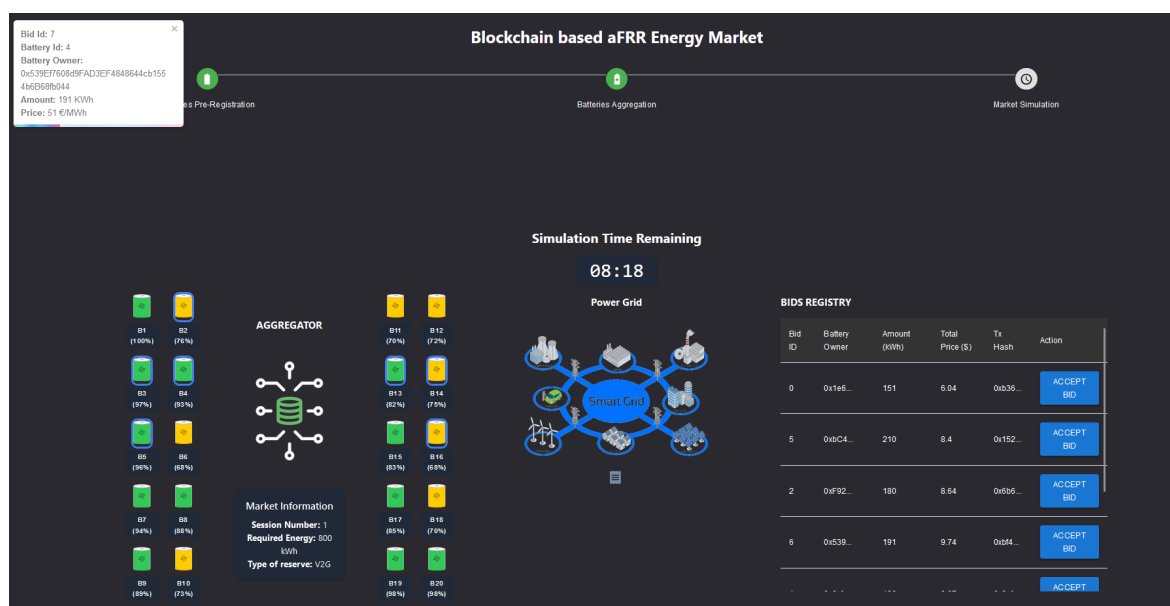 Bid Id: 7
Battery Id: 4
Battery Owner:
0x539Ef7608d9FAD3EF4848644cb155
4b6B68fb044
Amount: 191 KWh
Price: 51 €/MWh
×
Blockchain based aFRR Energy Market
es Pre-Registration
Batteries Aggregation
Market Simulation
Simulation Time Remaining
08:18
Power Grid
Smart Grid
AGGREGATOR
B1
(100%)
B2
(76%)
B3
(97%)
B4
(93%)
B5
(96%)
B6
(68%)
B7
(94%)
B8
(88%)
B9
(89%)
B10
(73%)
Market Information
Session Number: 1
Required Energy: 800
kWh
Type of reserve: V2G
B11
(70%)
B12
(72%)
B13
(82%)
B14
(75%)
B15
(83%)
B16
(68%)
B17
(85%)
B18
(70%)
B19
(98%)
B20
(98%)
BIDS REGISTRY
Bid ID Battery Owner Amount (kWh) Total Price ($) Tx Hash Action
0 0x1e6... 151 6.04 0xb36... ACCEPT BID
5 0xbC4... 210 8.4 0x152... ACCEPT BID
2 0xF92... 180 8.64 0x6b6... ACCEPT BID
6 0x539... 191 9.74 0xbf4... ACCEPT BID
ACCEPT